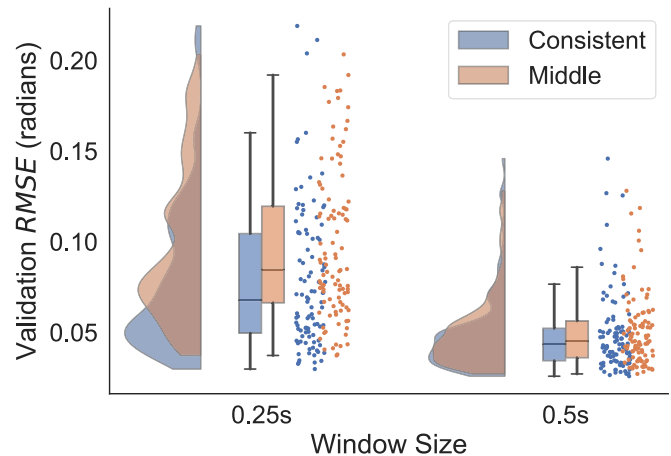 Consistent
Middle
Validation RMSE (radians)
0.20
0.15
0.10
0.05
0.25s
0.5s
Window Size